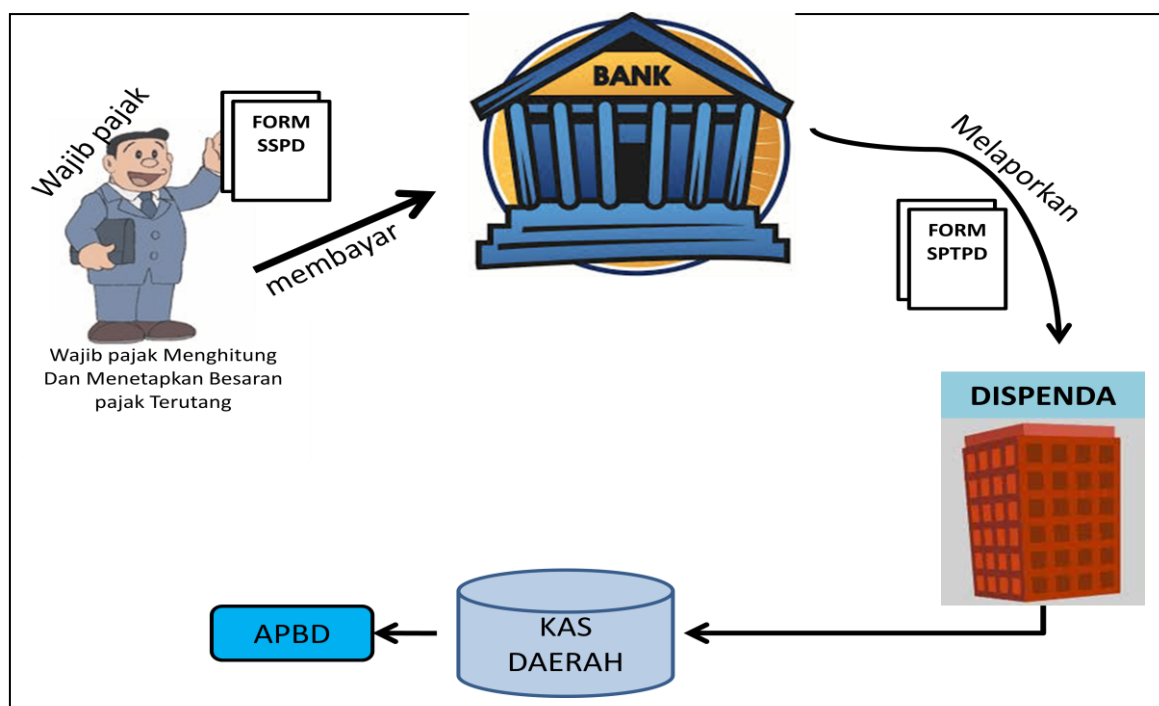 Wajib pajak
FORM
SSPD
membayar
Wajib pajak Menghitung
Dan Menetapkan Besaran
pajak Terutang
BANK
Melaporkan
FORM
SPTPD
DISPENDA
KAS
DAERAH
APBD